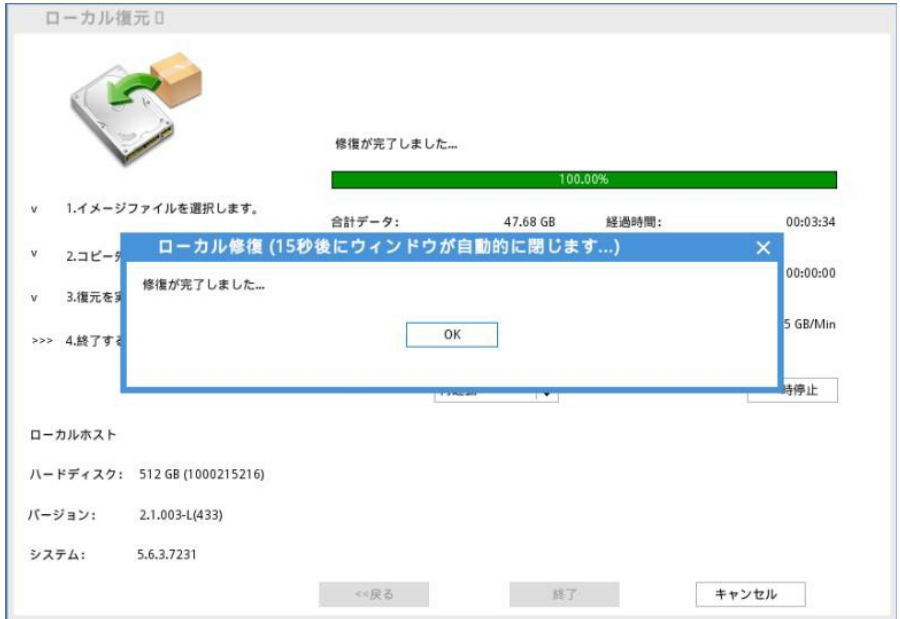 ローカル復元
修復が完了しました...
100.00%
v 1.イメージファイルを選択します。
合計データ: 47.68 GB 経過時間: 00:03:34
ローカル修復 (15秒後にウィンドウが自動的に閉じます...) ×
v 2.コピー
00:00:00
修復が完了しました...
v 3.復元を
OK
5 GB/Min
>>> 4.終了する
時停止
ローカルホスト
ハードディスク: 512 GB (1000215216)
バージョン: 2.1.003-L(433)
システム: 5.6.3.7231
<<戻る 終了 キャンセル